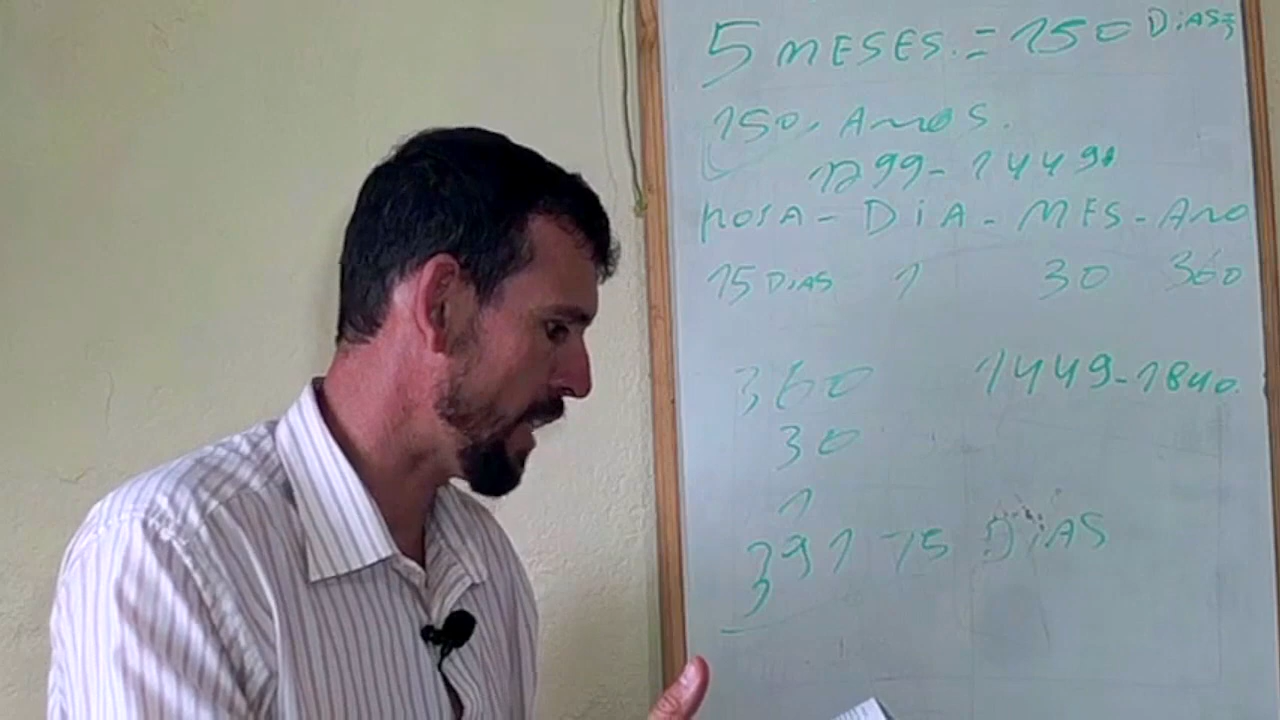 5 MESES. = 150 DiAS
150, Anos.
1299-1449
HORA - DiA - MES - Ano
15 DiAS 1 30 360
360 1449-1840.
30
1
391 15 DiAS